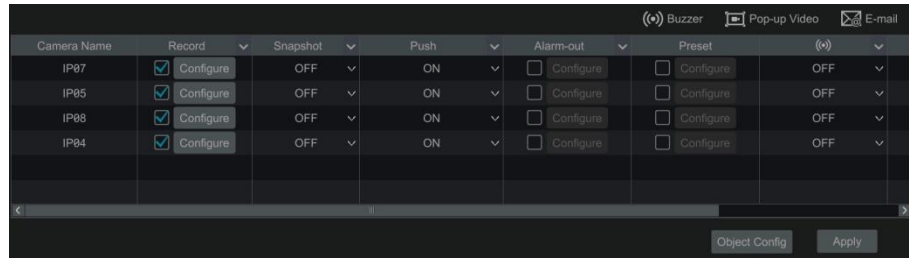 Buzzer Pop-up Video E-mail
Camera Name Record Snapshot Push Alarm-out Preset
IP07 Configure OFF ON Configure Configure OFF
IP05 Configure OFF ON Configure Configure OFF
IP08 Configure OFF ON Configure Configure OFF
IP04 Configure OFF ON Configure Configure OFF
Object Config Apply